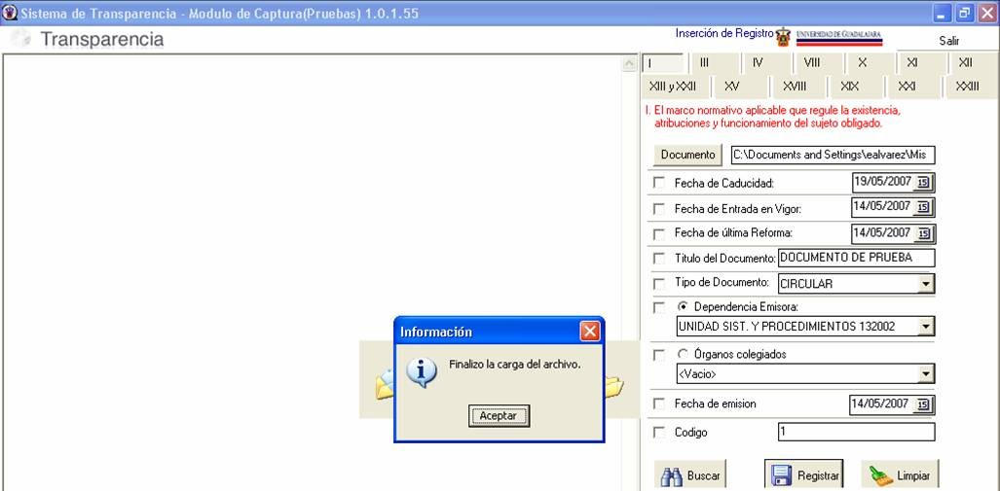 Sistema de Transparencia - Modulo de Captura(Pruebas) 1.0.1.55
Transparencia
Inserción de Registro
UNIVERSIDAD DE GUADALAJARA
Salir
I III IV VIII X XI XII
XIII y XXII XV XVIII XIX XXI XXIII
I. El marco normativo aplicable que regule la existencia,
atribuciones y funcionamiento del sujeto obligado.
Documento C:\Documents and Settings\ealvarez\Mis
Fecha de Caducidad: 19/05/2007 15
Fecha de Entrada en Vigor: 14/05/2007 15
Fecha de última Reforma: 14/05/2007 15
Titulo del Documento: DOCUMENTO DE PRUEBA
Tipo de Documento: CIRCULAR
Dependencia Emisora:
UNIDAD SIST. Y PROCEDIMIENTOS 132002
Órganos colegiados
<Vacio>
Fecha de emision 14/05/2007 15
Codigo 1
Buscar Registrar Limpiar
Información
Finalizo la carga del archivo.
Aceptar